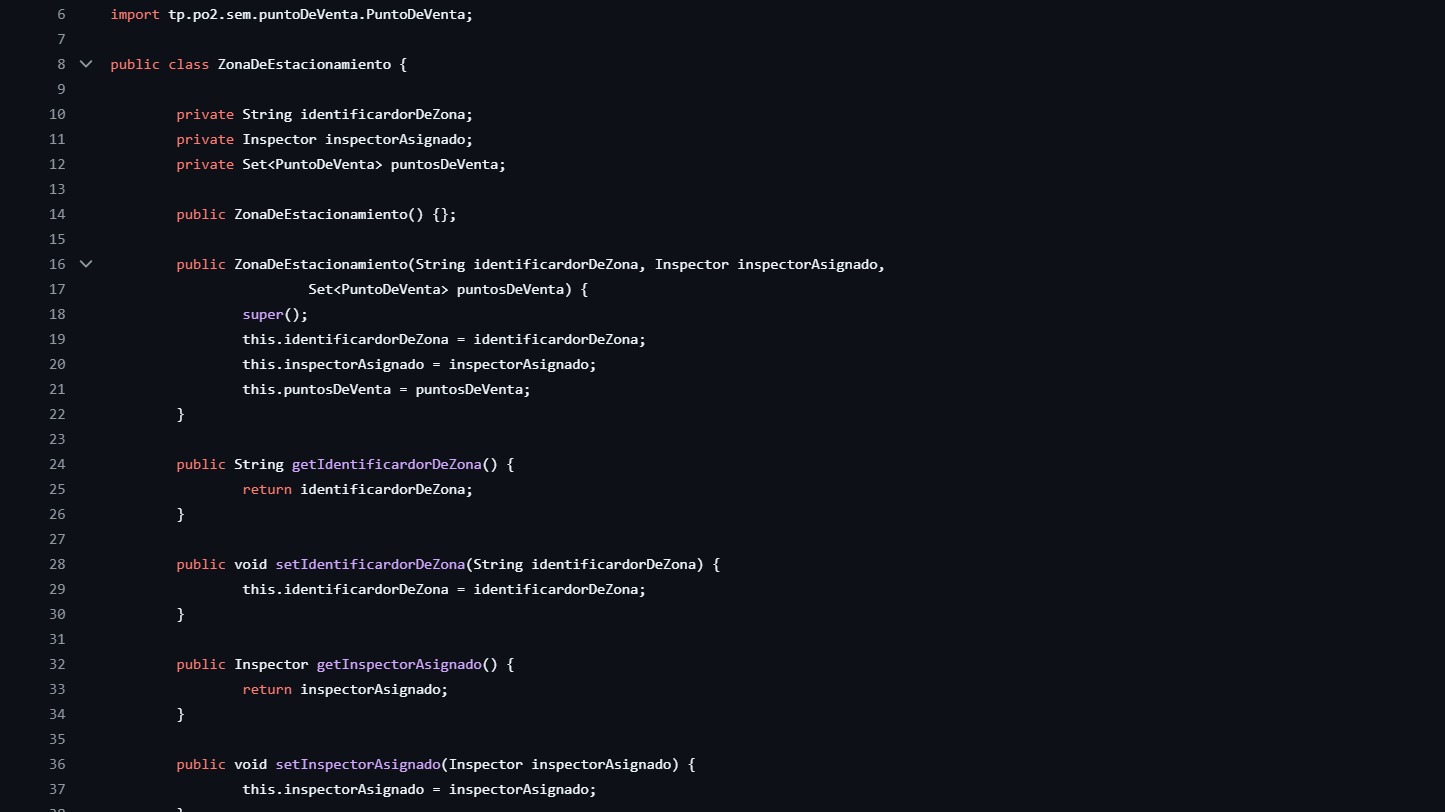 6 import tp.po2.sem.puntoDeVenta.PuntoDeVenta;
7
8 public class ZonaDeEstacionamiento {
9
10 private String identificardorDeZona;
11 private Inspector inspectorAsignado;
12 private Set<PuntoDeVenta> puntosDeVenta;
13
14 public ZonaDeEstacionamiento() {};
15
16 public ZonaDeEstacionamiento(String identificardorDeZona, Inspector inspectorAsignado,
17 Set<PuntoDeVenta> puntosDeVenta) {
18 super();
19 this.identificardorDeZona = identificardorDeZona;
20 this.inspectorAsignado = inspectorAsignado;
21 this.puntosDeVenta = puntosDeVenta;
22 }
23
24 public String getIdentificardorDeZona() {
25 return identificardorDeZona;
26 }
27
28 public void setIdentificardorDeZona(String identificardorDeZona) {
29 this.identificardorDeZona = identificardorDeZona;
30 }
31
32 public Inspector getInspectorAsignado() {
33 return inspectorAsignado;
34 }
35
36 public void setInspectorAsignado(Inspector inspectorAsignado) {
37 this.inspectorAsignado = inspectorAsignado;
38 }